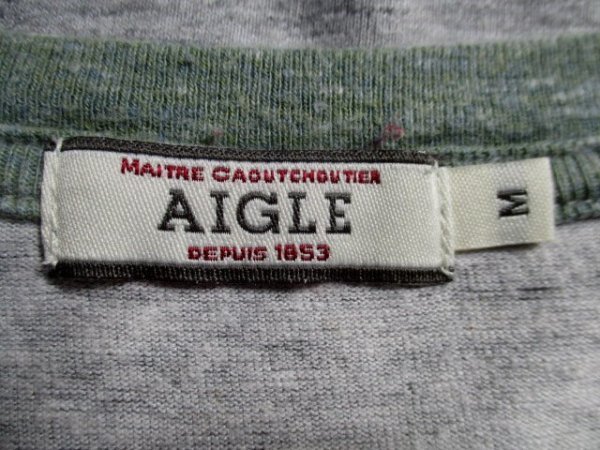 MAITRE CAOUTCHOUTIER
AIGLE
DEPUIS 1853
M